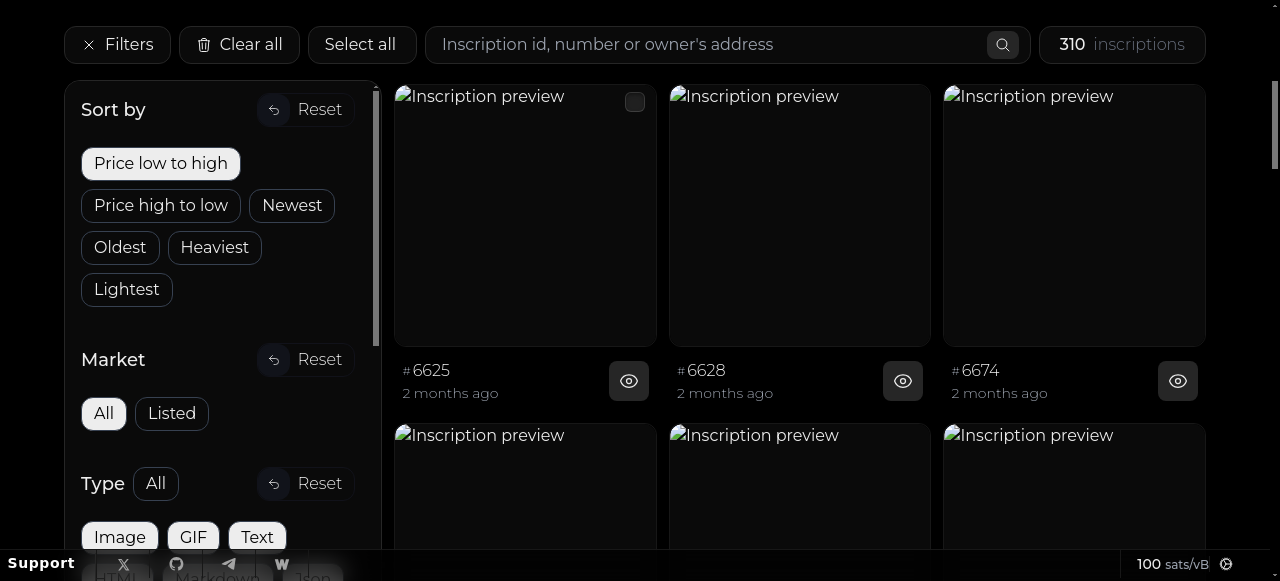 Filters
Clear all
Select all
Inscription id, number or owner's address
310 inscriptions
Sort by
Reset
Price low to high
Price high to low
Newest
Oldest
Heaviest
Lightest
Market
Reset
All
Listed
Type
All
Reset
Image
GIF
Text
HTML
Markdown
Json
Inscription preview
Inscription preview
Inscription preview
#6625
2 months ago
#6628
2 months ago
#6674
2 months ago
Inscription preview
Inscription preview
Inscription preview
Support
100 sats/vB